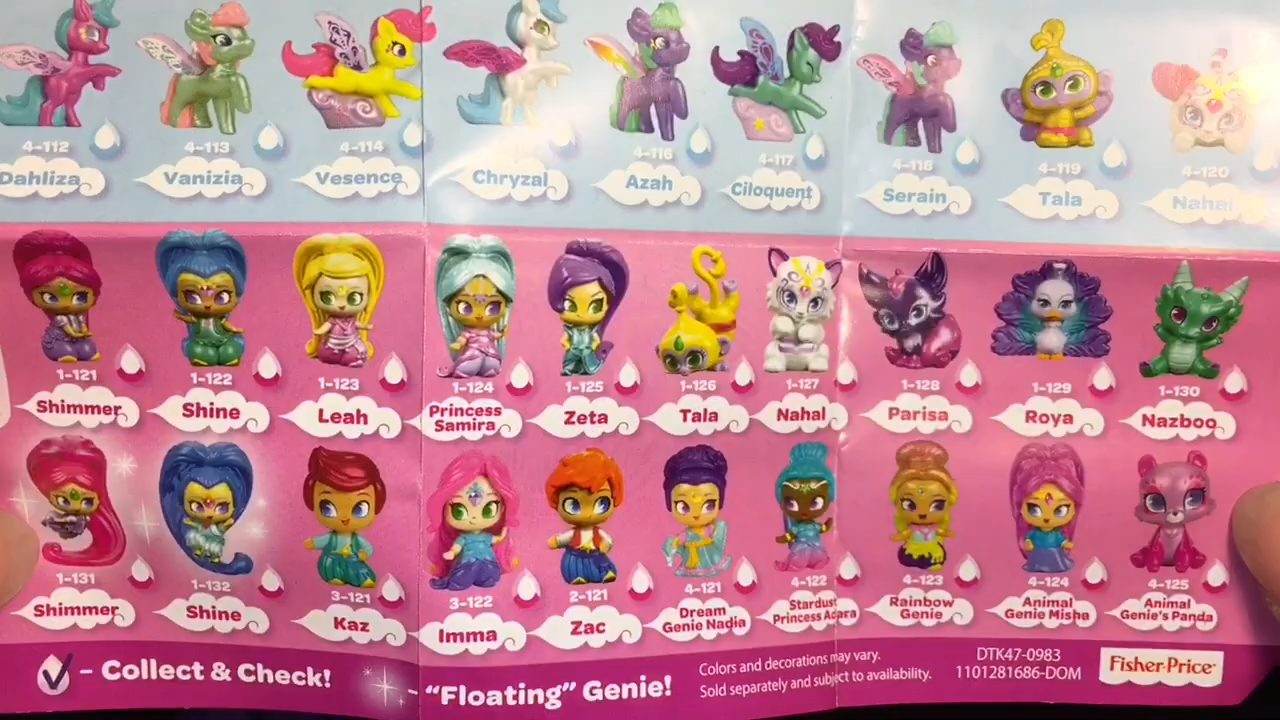 4-112 4-113 4-114 4-116 4-117 4-118 4-119 4-120
Dahliza Vanizia Vesence Chryzal Azah Ciloquent Serain Tala Nahal
1-121 1-122 1-123 1-124 1-125 1-126 1-127 1-128 1-129 1-130
Shimmer Shine Leah Princess Samira Zeta Tala Nahal Parisa Roya Nazboo
1-131 1-132 3-121 3-122 2-121 4-121 4-122 4-123 4-124 4-125
Shimmer Shine Kaz Imma Zac Dream Genie Nadia Stardust Princess Adara Rainbow Genie Animal Genie Misha Animal Genie's Panda
– Collect & Check!
– "Floating" Genie!
Colors and decorations may vary.
Sold separately and subject to availability.
DTK47-0983
1101281686-DOM
Fisher-Price®